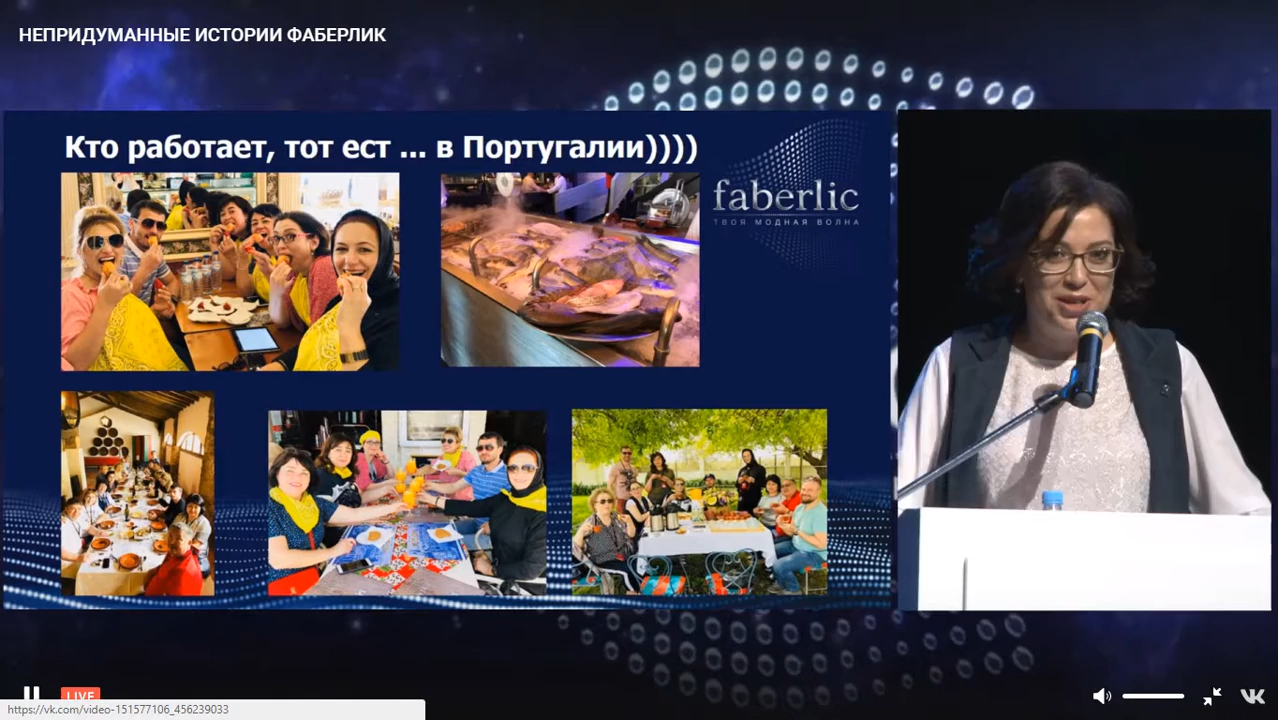 НЕПРИДУМАННЫЕ ИСТОРИИ ФАБЕРЛИК
Кто работает, тот ест ... в Португалии))))
faberlic
ТВОЯ МОДНАЯ ВОЛНА
LIVE
https://vk.com/video-151577106_456239033